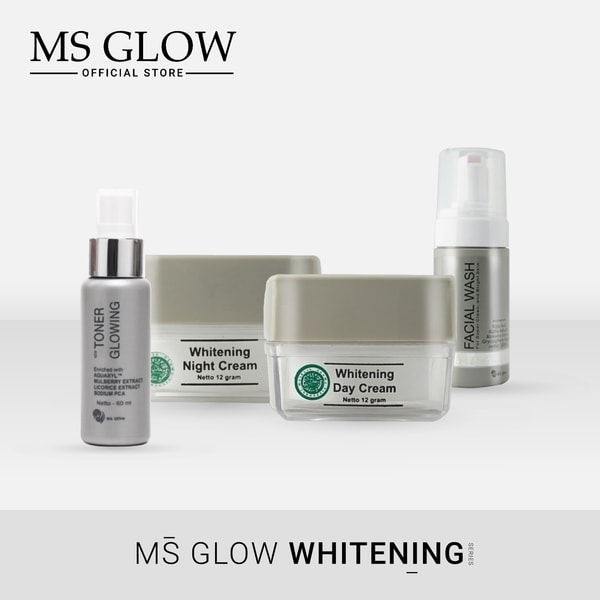 MS GLOW
OFFICIAL STORE
TONER
GLOWING
Enriched with
AQUAXYL™
MULBERRY EXTRACT
LICORICE EXTRACT
SODIUM PCA
Netto - 60 ml
Whitening
Night Cream
Netto 12 gram
Whitening
Day Cream
Netto 12 gram
FACIAL WASH
MS GLOW WHITENING
SERIES